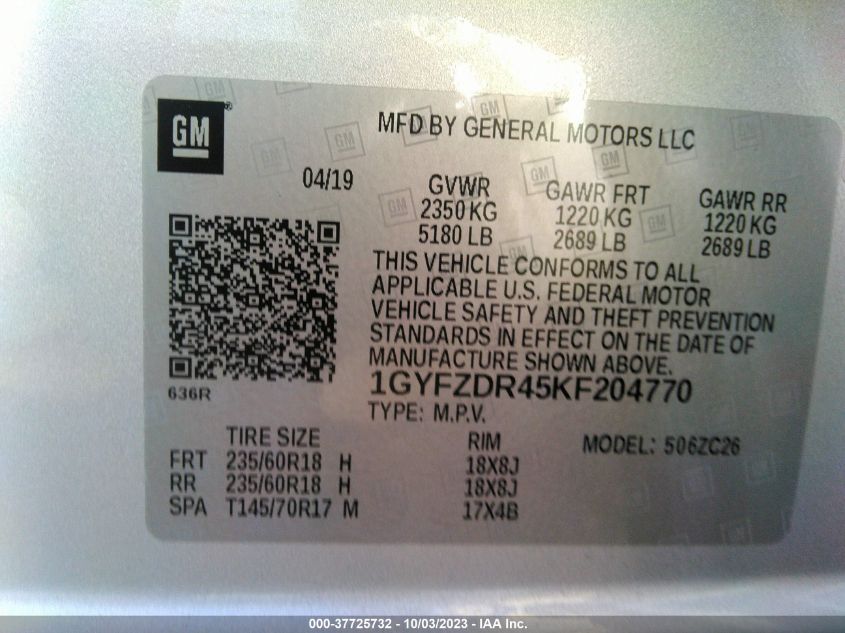 GM®
MFD BY GENERAL MOTORS LLC
04/19
GVWR
2350 KG
5180 LB
GAWR FRT
1220 KG
2689 LB
GAWR RR
1220 KG
2689 LB
THIS VEHICLE CONFORMS TO ALL
APPLICABLE U.S. FEDERAL MOTOR
VEHICLE SAFETY AND THEFT PREVENTION
STANDARDS IN EFFECT ON THE DATE OF
MANUFACTURE SHOWN ABOVE.
636R
1GYFZDR45KF204770
TYPE: M.P.V.
TIRE SIZE RIM MODEL: 506ZC26
FRT 235/60R18 H 18X8J
RR 235/60R18 H 18X8J
SPA T145/70R17 M 17X4B
000-37725732 - 10/03/2023 - IAA Inc.